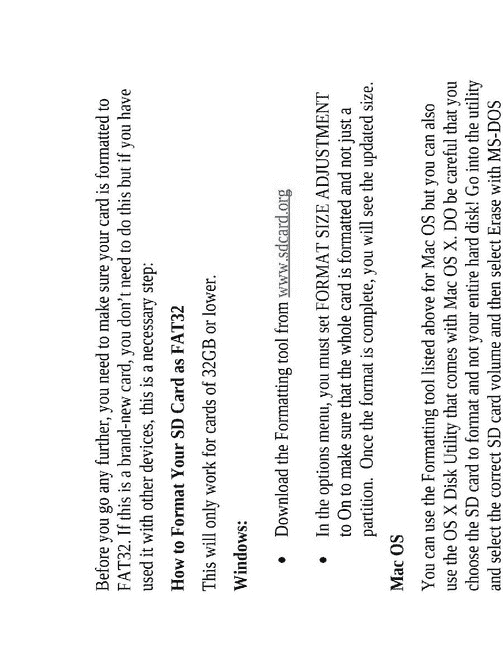 Before you go any further, you need to make sure your card is formatted to
FAT32. If this is a brand-new card, you don't need to do this but if you have
used it with other devices, this is a necessary step:
How to Format Your SD Card as FAT32
This will only work for cards of 32GB or lower.
Windows:
• Download the Formatting tool from www.sdcard.org
• In the options menu, you must set FORMAT SIZE ADJUSTMENT
to On to make sure that the whole card is formatted and not just a
partition. Once the format is complete, you will see the updated size.
Mac OS
You can use the Formatting tool listed above for Mac OS but you can also
use the OS X Disk Utility that comes with Mac OS X. DO be careful that you
choose the SD card to format and not your entire hard disk! Go into the utility
and select the correct SD card volume and then select Erase with MS-DOS